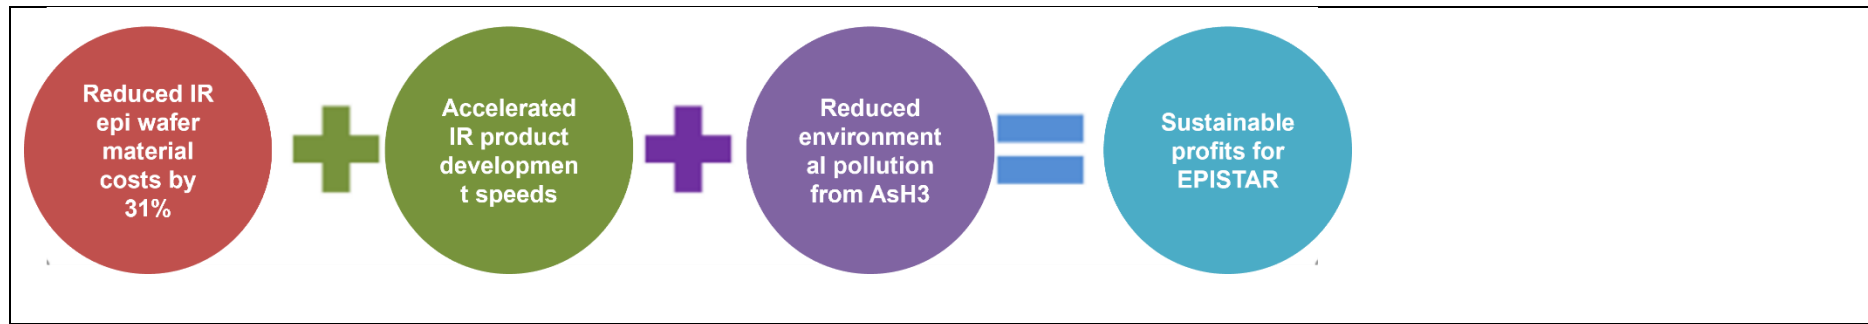 Reduced IR
epi wafer
material
costs by
31%
Accelerated
IR product
developmen
t speeds
Reduced
environment
al pollution
from AsH3
Sustainable
profits for
EPISTAR